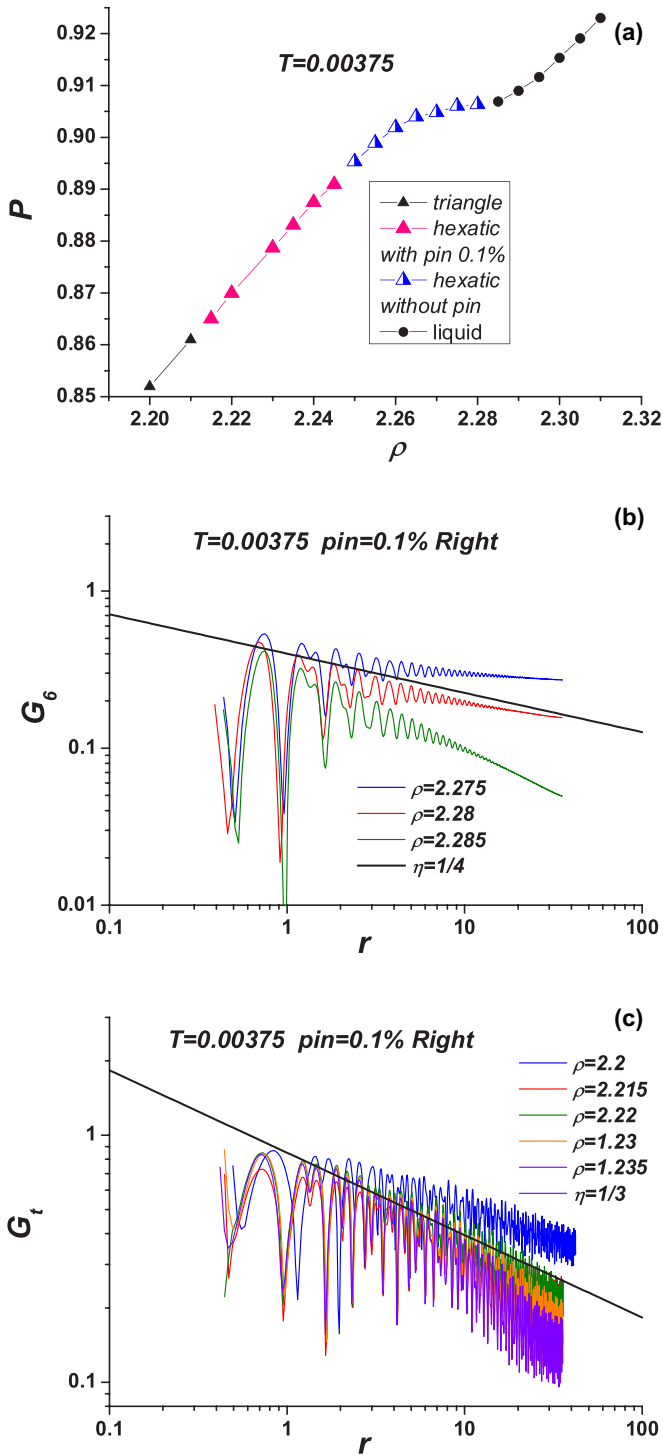 (a)
T=0.00375
0.92
0.91
0.90
0.89
0.88
0.87
0.86
0.85
P
triangle
hexatic
with pin 0.1%
hexatic
without pin
liquid
2.20 2.22 2.24 2.26 2.28 2.30 2.32
ρ
(b)
T=0.00375 pin=0.1% Right
1
0.1
0.01
G6
ρ=2.275
ρ=2.28
ρ=2.285
η=1/4
0.1 1 10 100
r
(c)
T=0.00375 pin=0.1% Right
ρ=2.2
ρ=2.215
ρ=2.22
ρ=1.23
ρ=1.235
η=1/3
1
0.1
Gt
0.1 1 10 100
r